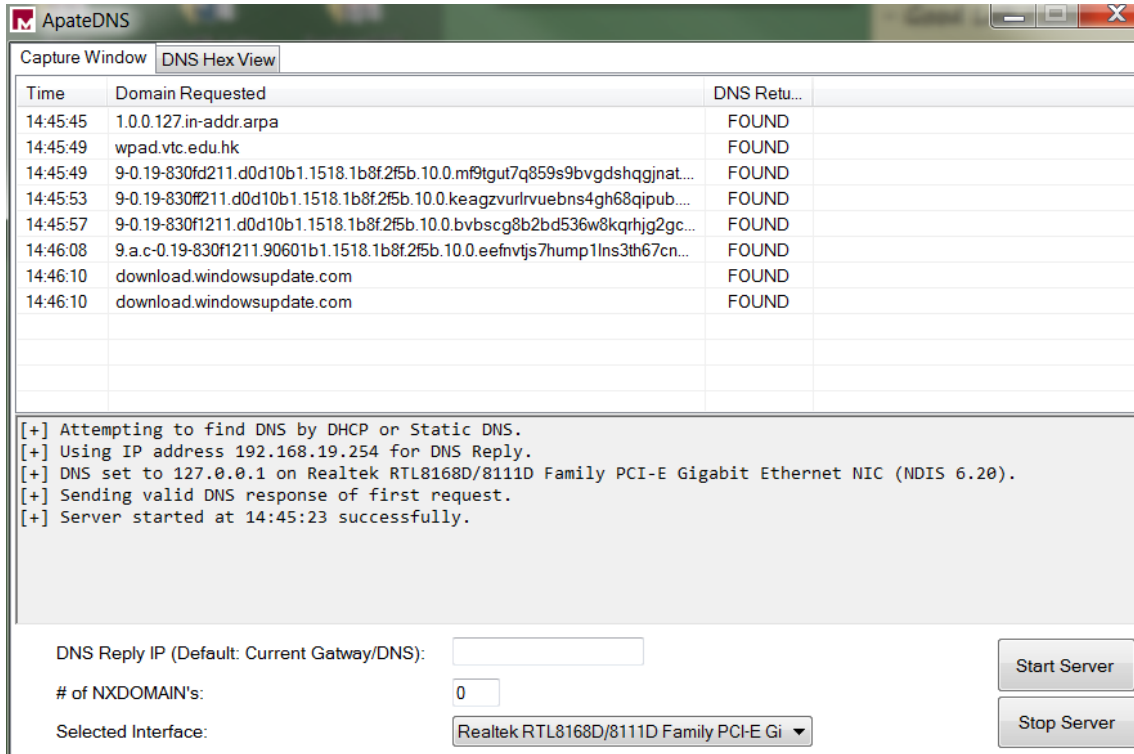 ApateDNS
Capture Window DNS Hex View
Time Domain Requested DNS Retu...
14:45:45 1.0.0.127.in-addr.arpa FOUND
14:45:49 wpad.vtc.edu.hk FOUND
14:45:49 9-0.19-830fd211.d0d10b1.1518.1b8f.2f5b.10.0.mf9tgut7q859s9bvgdshqgjnat.... FOUND
14:45:53 9-0.19-830ff211.d0d10b1.1518.1b8f.2f5b.10.0.keagzvurlrvuebns4gh68qipub.... FOUND
14:45:57 9-0.19-830f1211.d0d10b1.1518.1b8f.2f5b.10.0.bvbscg8b2bd536w8kqrhjg2gc... FOUND
14:46:08 9.a.c-0.19-830f1211.90601b1.1518.1b8f.2f5b.10.0.eefnvtjs7hump1lns3th67cn... FOUND
14:46:10 download.windowsupdate.com FOUND
14:46:10 download.windowsupdate.com FOUND
[+] Attempting to find DNS by DHCP or Static DNS.
[+] Using IP address 192.168.19.254 for DNS Reply.
[+] DNS set to 127.0.0.1 on Realtek RTL8168D/8111D Family PCI-E Gigabit Ethernet NIC (NDIS 6.20).
[+] Sending valid DNS response of first request.
[+] Server started at 14:45:23 successfully.
DNS Reply IP (Default: Current Gatway/DNS):
Start Server
# of NXDOMAIN's: 0
Selected Interface: Realtek RTL8168D/8111D Family PCI-E Gi
Stop Server